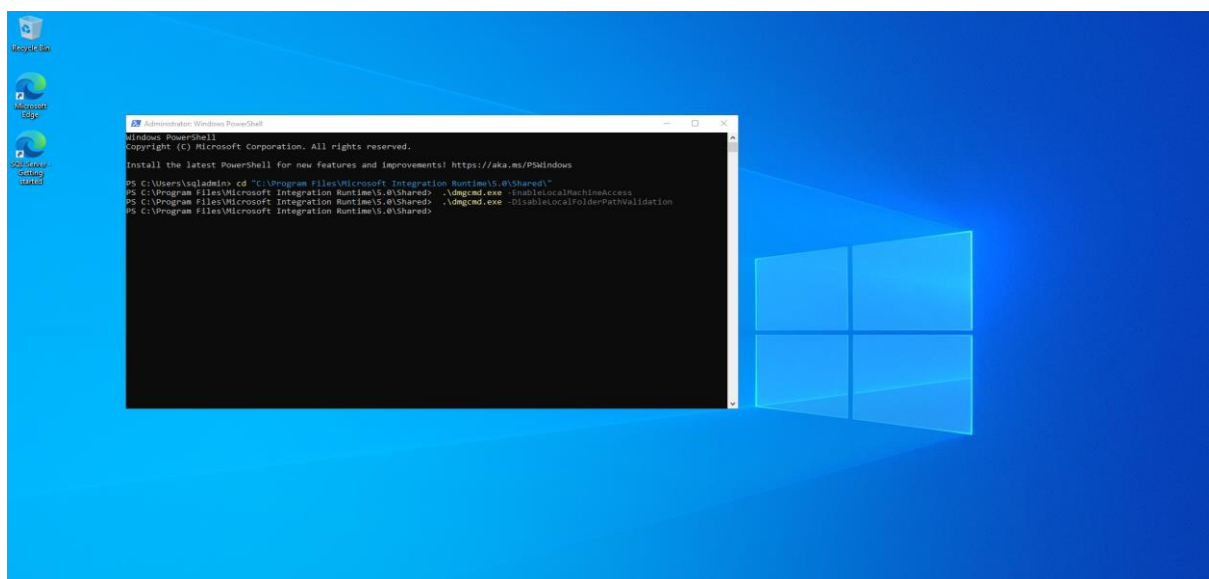 Recycle Bin
Microsoft
Edge
SQL Server -
Getting
started
Administrator: Windows PowerShell
Windows PowerShell
Copyright (C) Microsoft Corporation. All rights reserved.
Install the latest PowerShell for new features and improvements! https://aka.ms/PSWindows
PS C:\Users\sqladmin> cd "C:\Program Files\Microsoft Integration Runtime\5.0\Shared\"
PS C:\Program Files\Microsoft Integration Runtime\5.0\Shared> .\dmgcmd.exe -EnableLocalMachineAccess
PS C:\Program Files\Microsoft Integration Runtime\5.0\Shared> .\dmgcmd.exe -DisableLocalFolderPathValidation
PS C:\Program Files\Microsoft Integration Runtime\5.0\Shared>